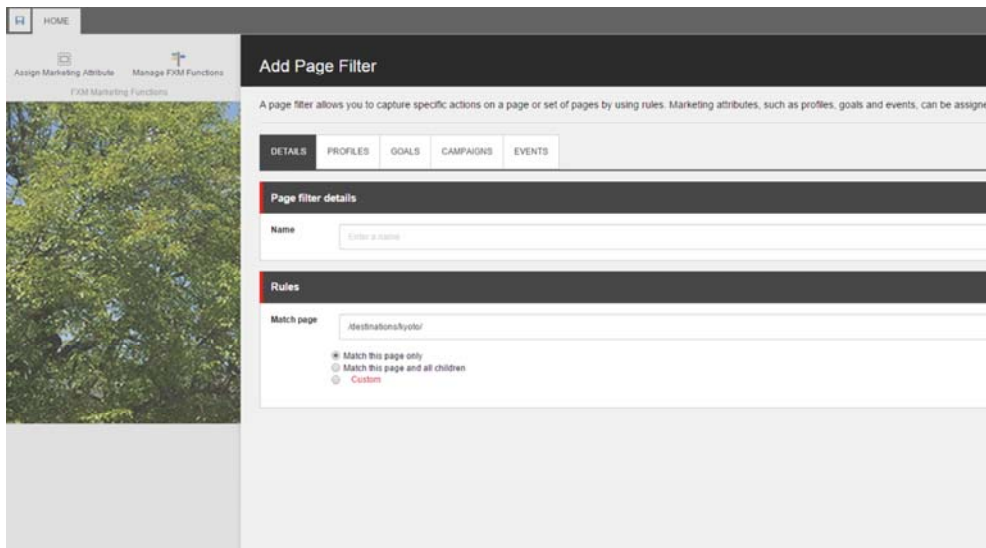 HOME
Assign Marketing Attribute
Manage FXM Functions
FXM Marketing Functions
Add Page Filter
A page filter allows you to capture specific actions on a page or set of pages by using rules. Marketing attributes, such as profiles, goals and events, can be assigne
DETAILS PROFILES GOALS CAMPAIGNS EVENTS
Page filter details
Name
Enter a name
Rules
Match page
/destinations/kyoto/
Match this page only
Match this page and all children
Custom